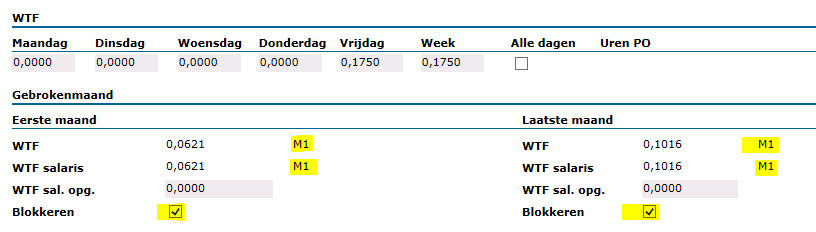 WTF
Maandag Dinsdag Woensdag Donderdag Vrijdag Week Alle dagen Uren PO
0,0000 0,0000 0,0000 0,0000 0,1750 0,1750
Gebrokenmaand
Eerste maand Laatste maand
WTF 0,0621 M1 WTF 0,1016 M1
WTF salaris 0,0621 M1 WTF salaris 0,1016 M1
WTF sal. opg. 0,0000 WTF sal. opg. 0,0000
Blokkeren Blokkeren